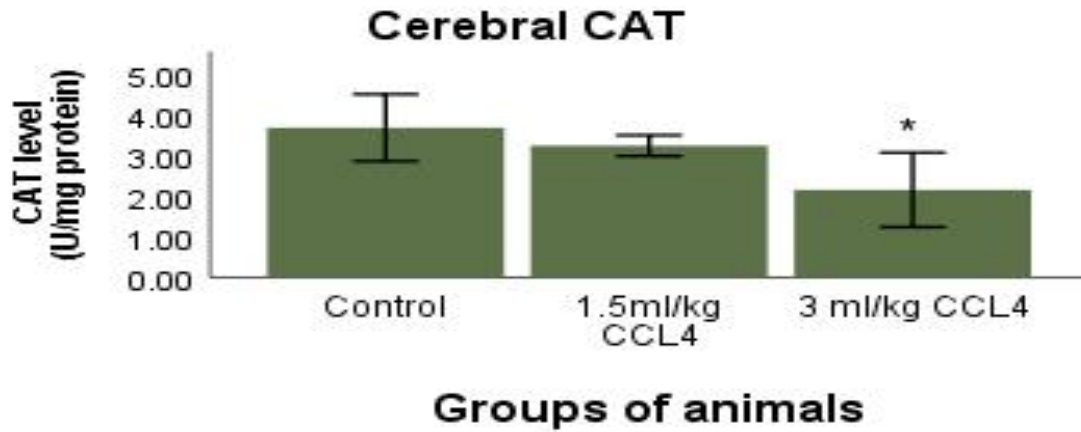 Cerebral CAT
CAT level
(U/mg protein)
5.00
4.00
3.00
2.00
1.00
0.00
*
Control
1.5ml/kg
CCL4
3 ml/kg CCL4
Groups of animals